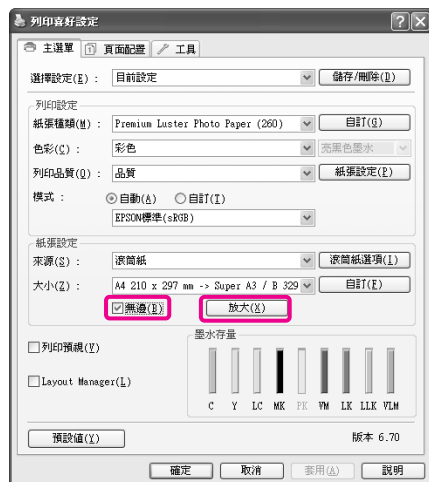 列印喜好設定
主選單 頁面配置 工具
選擇設定(E)： 目前設定 儲存/刪除(D)
列印設定
紙張種類(M)： Premium Luster Photo Paper (260) 自訂(G)
色彩(C)： 彩色 亮黑色墨水
列印品質(Q)： 品質 紙張設定(P)
模式： 自動(A) 自訂(T)
EPSON標準(sRGB)
紙張設定
來源(S)： 滾筒紙 滾筒紙選項(I)
大小(Z)： A4 210 x 297 mm -> Super A3 / B 329 自訂(F)
無邊(B) 放大(X)
列印預視(V)
墨水存量
Layout Manager(L)
C Y LC MK PK VM LK LLK VLM
預設值(Y) 版本 6.70
確定 取消 套用(A) 說明